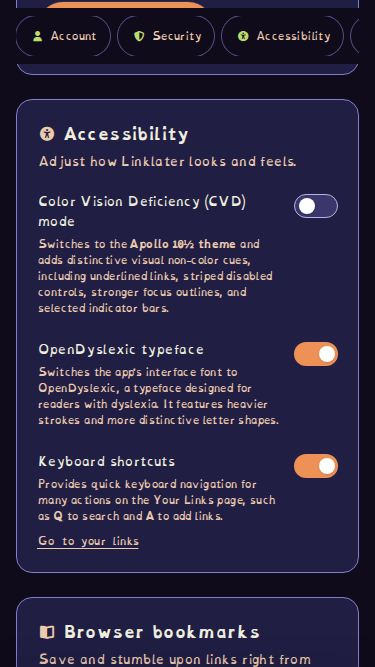 Account
Security
Accessibility
Accessibility
Adjust how Linklater looks and feels.
Color Vision Deficiency (CVD)
mode
Switches to the Apollo 10½ theme and
adds distinctive visual non-color cues,
including underlined links, striped disabled
controls, stronger focus outlines, and
selected indicator bars.
OpenDyslexic typeface
Switches the app's interface font to
OpenDyslexic, a typeface designed for
readers with dyslexia. It features heavier
strokes and more distinctive letter shapes.
Keyboard shortcuts
Provides quick keyboard navigation for
many actions on the Your Links page, such
as Q to search and A to add links.
Go to your links
Browser bookmarks
Save and stumble upon links right from